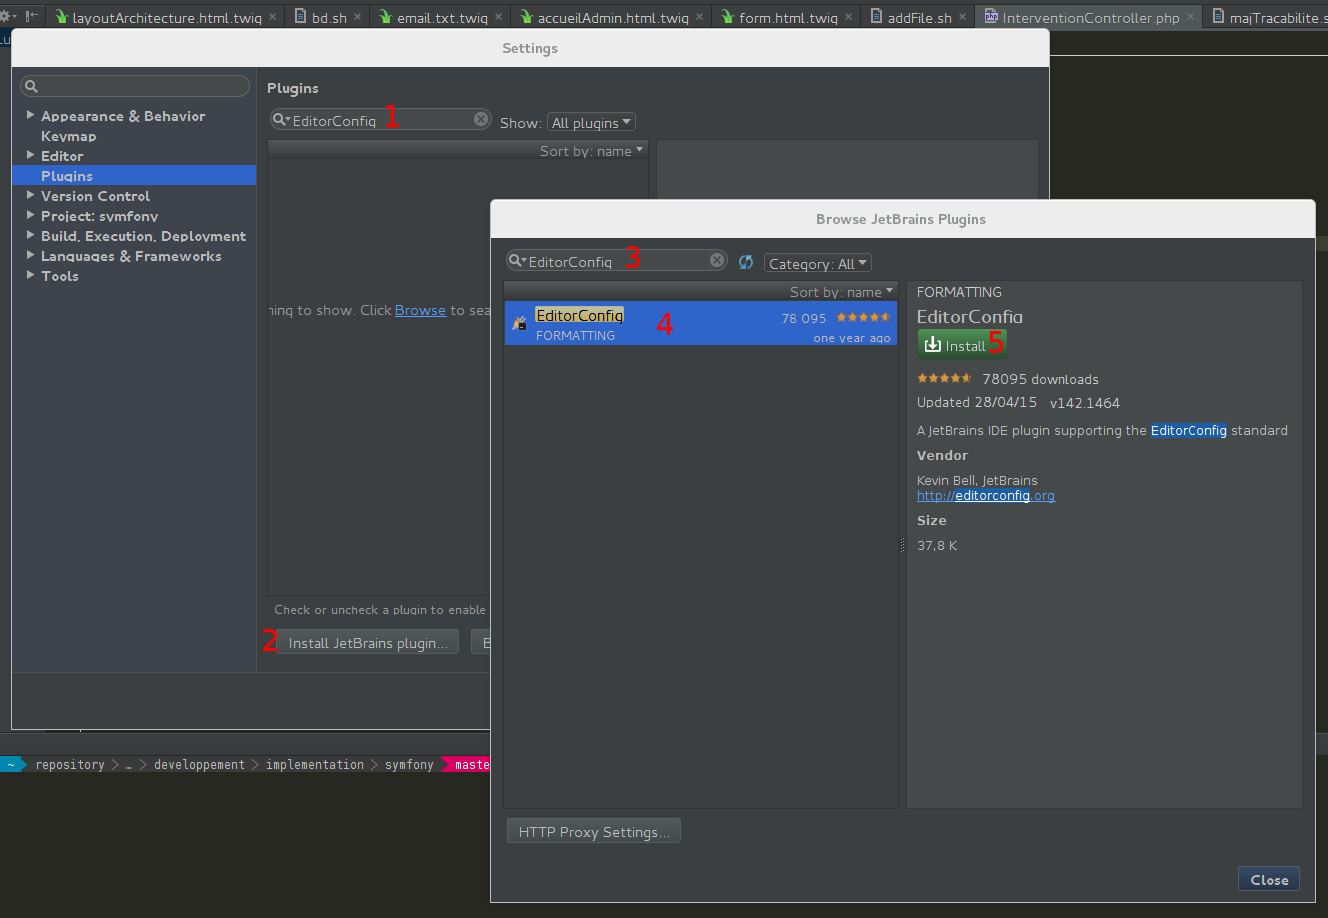 layoutArchitecture.html.twig
bd.sh
email.txt.twig
accueilAdmin.html.twig
form.html.twig
addFile.sh
InterventionController.php
majTracabilite.s
Settings
Plugins
EditorConfig
1
Show:
All plugins
Appearance & Behavior
Keymap
Editor
Plugins
Version Control
Project: symfony
Build, Execution, Deployment
Languages & Frameworks
Tools
Sort by: name
ning to show. Click Browse to sea
Check or uncheck a plugin to enable
2
Install JetBrains plugin...
B
Browse JetBrains Plugins
EditorConfig
3
Category: All
Sort by: name
EditorConfig
4
78 095
FORMATTING
one year ago
FORMATTING
EditorConfig
Install
5
78095 downloads
Updated 28/04/15 v142.1464
A JetBrains IDE plugin supporting the EditorConfig standard
Vendor
Kevin Bell, JetBrains
http://editorconfig.org
Size
37,8 K
HTTP Proxy Settings...
Close
~ repository … developpement implementation symfony maste